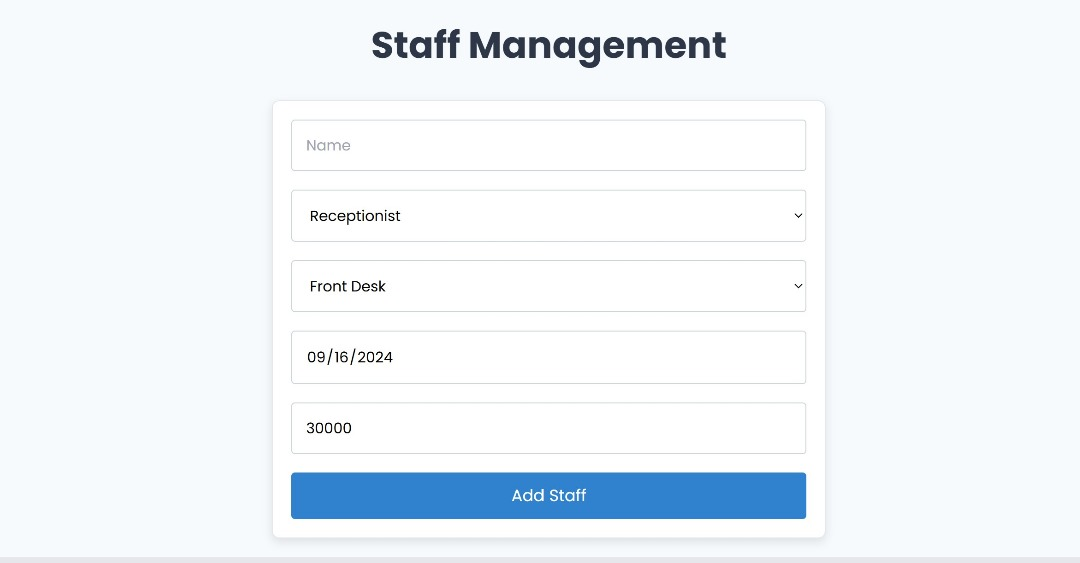 Staff Management
Name
Receptionist
Front Desk
09/16/2024
30000
Add Staff